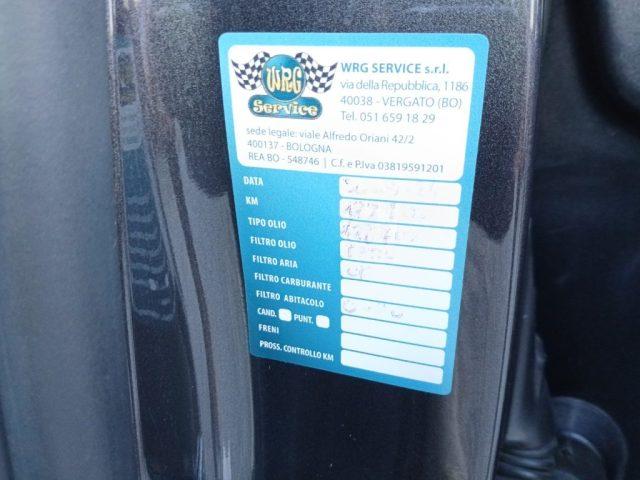 WRG
Service
WRG SERVICE s.r.l.
via della Repubblica, 1186
40038 - VERGATO (BO)
Tel. 051 659 18 29
sede legale: viale Alfredo Oriani 42/2
400137 - BOLOGNA
REA BO - 548746 | C.f. e P.Iva 03819591201
DATA
KM
TIPO OLIO
FILTRO OLIO
FILTRO ARIA
FILTRO CARBURANTE
FILTRO ABITACOLO
CAND. PUNT.
FRENI
PROSS. CONTROLLO KM